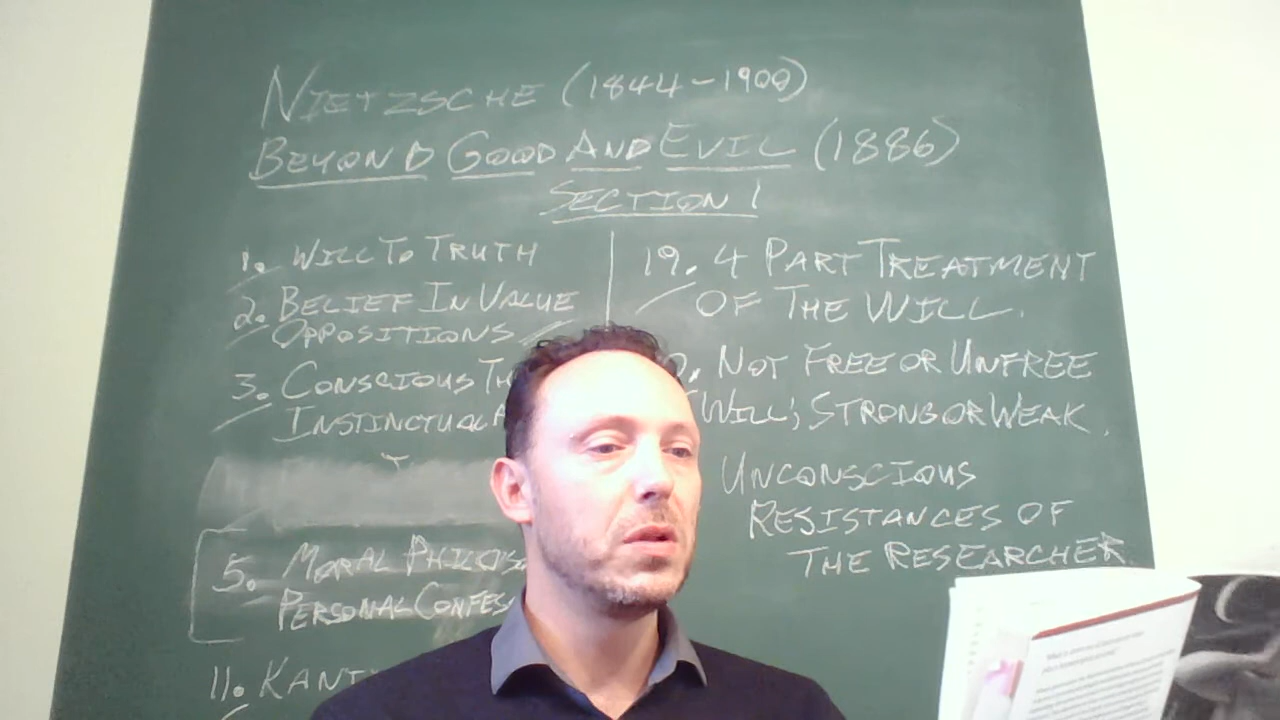 NIETZSCHE (1844-1900)
BEYOND GOOD AND EVIL (1886)
SECTION 1
1. WILL TO TRUTH
2. BELIEF IN VALUE
OPPOSITIONS
3. CONSCIOUS
INSTINCTUAL
5. MORAL
PERSONAL
11. KANT
19. 4 PART TREATMENT
OF THE WILL.
NOT FREE OR UNFREE
WILL; STRONG OR WEAK.
UNCONSCIOUS
RESISTANCES OF
THE RESEARCHER.